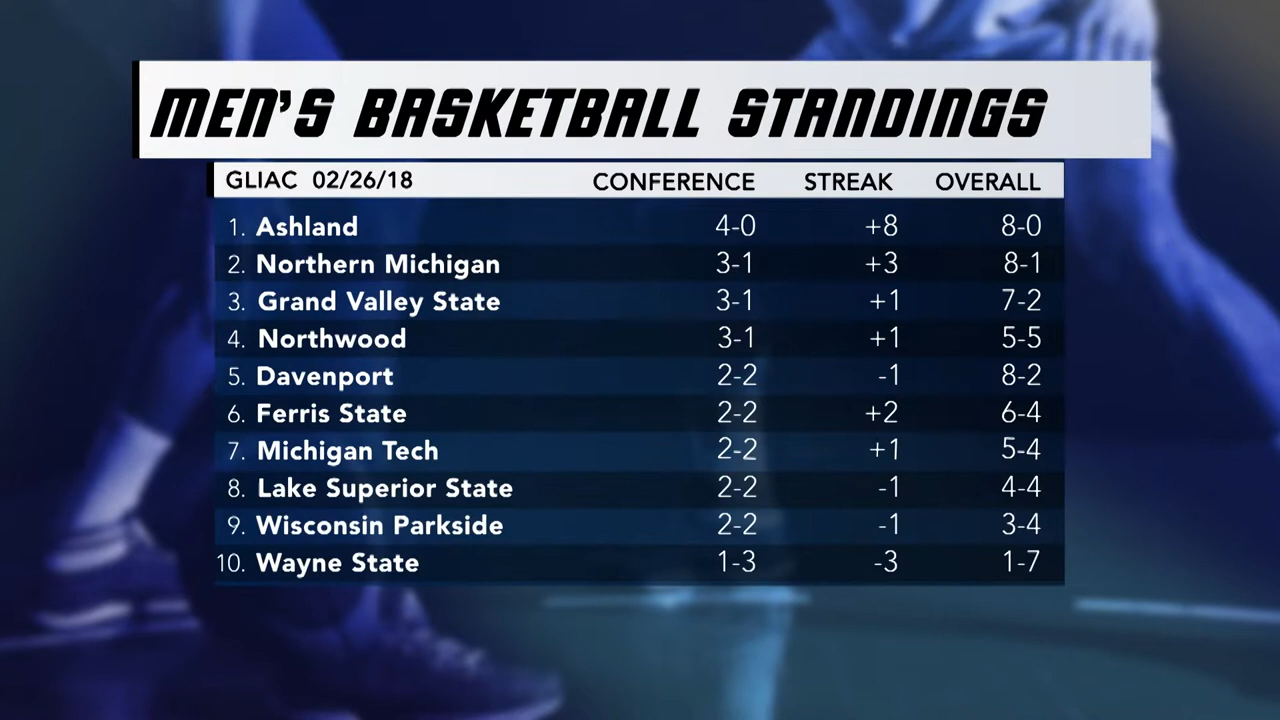 MEN'S BASKETBALL STANDINGS
GLIAC 02/26/18 CONFERENCE STREAK OVERALL
1. Ashland 4-0 +8 8-0
2. Northern Michigan 3-1 +3 8-1
3. Grand Valley State 3-1 +1 7-2
4. Northwood 3-1 +1 5-5
5. Davenport 2-2 -1 8-2
6. Ferris State 2-2 +2 6-4
7. Michigan Tech 2-2 +1 5-4
8. Lake Superior State 2-2 -1 4-4
9. Wisconsin Parkside 2-2 -1 3-4
10. Wayne State 1-3 -3 1-7